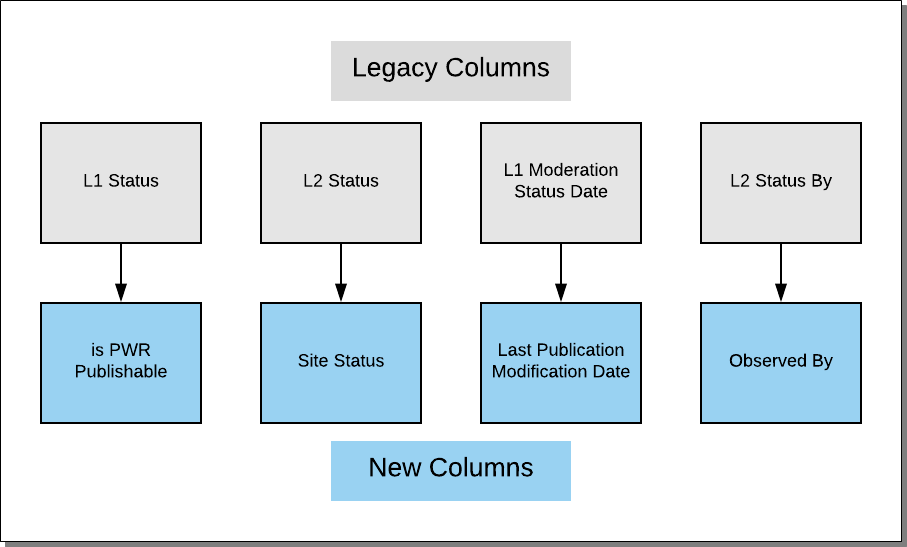 Legacy Columns
L1 Status
L2 Status
L1 Moderation
Status Date
L2 Status By
is PWR
Publishable
Site Status
Last Publication
Modification Date
Observed By
New Columns